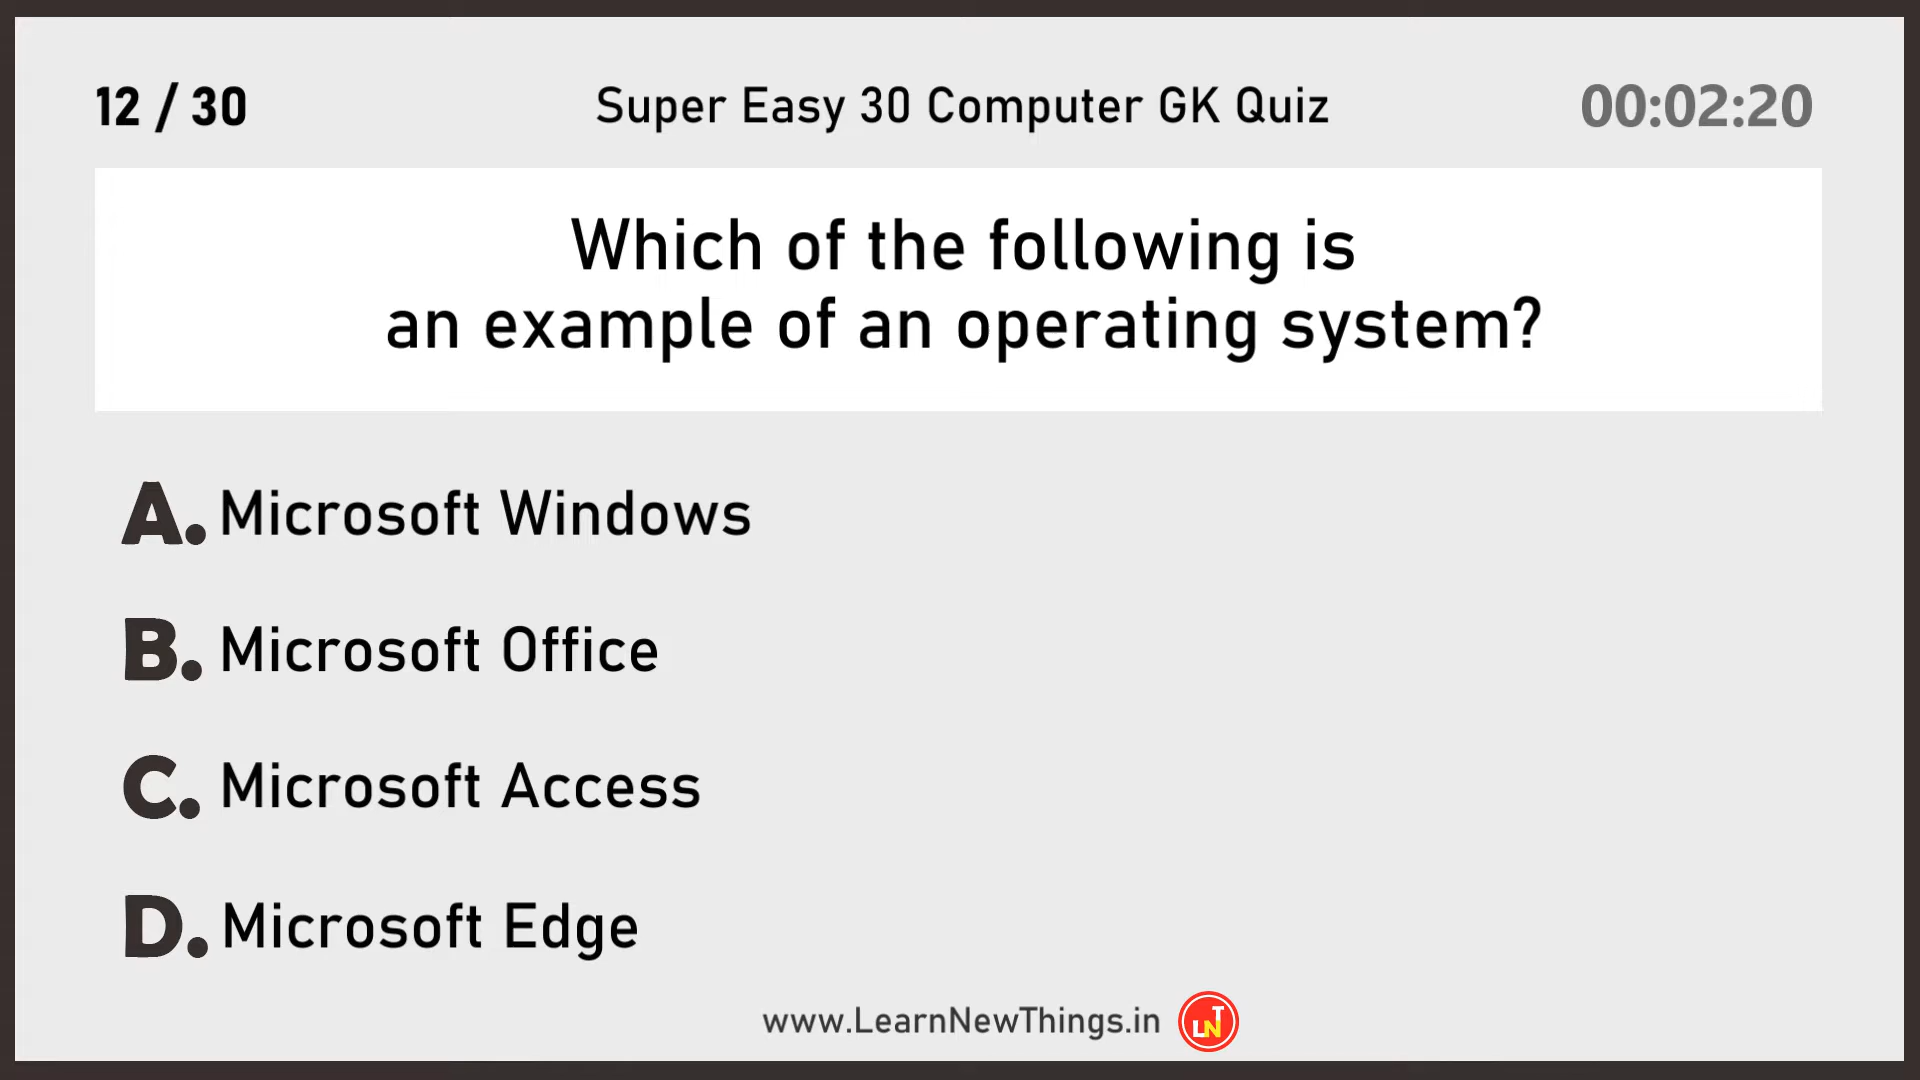 12 / 30
Super Easy 30 Computer GK Quiz
00:02:20
Which of the following is
an example of an operating system?
A. Microsoft Windows
B. Microsoft Office
C. Microsoft Access
D. Microsoft Edge
www.LearnNewThings.in
LNT